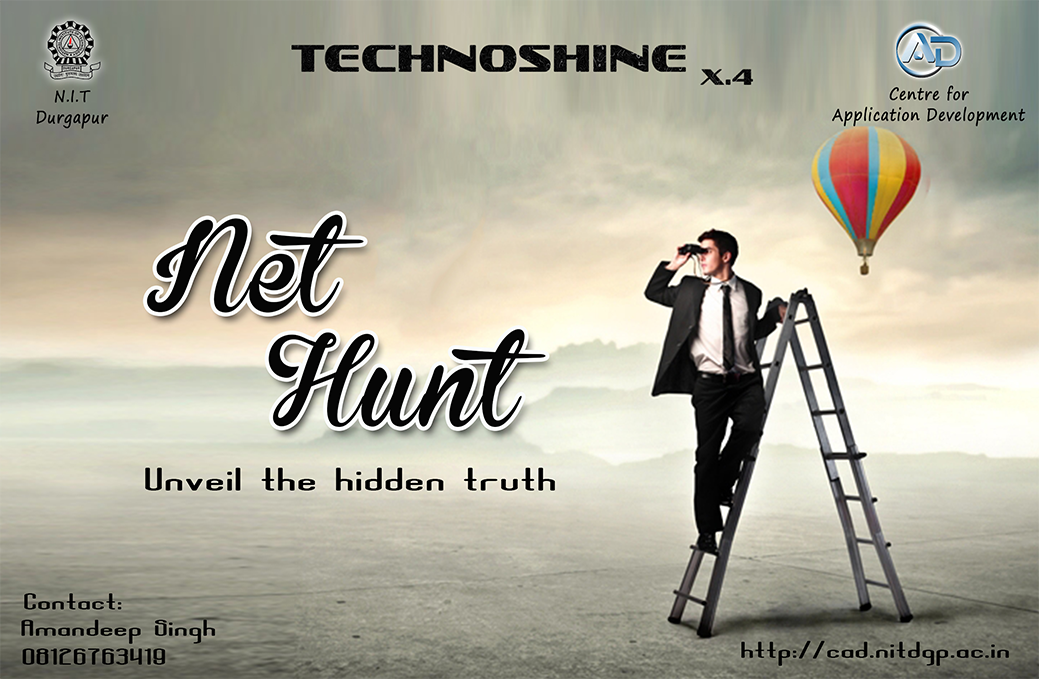 N.I.T
Durgapur
TECHNOSHINE X.4
AD
Centre for
Application Development
Net
Hunt
Unveil the hidden truth
Contact:
Amandeep Singh
08126763419
http://cad.nitdgp.ac.in